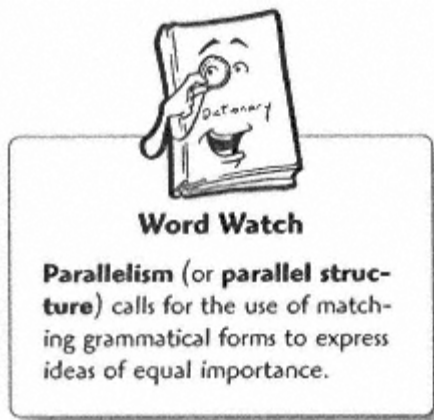 Dictionary
Word Watch
Parallelism (or parallel struc-
ture) calls for the use of match-
ing grammatical forms to express
ideas of equal importance.